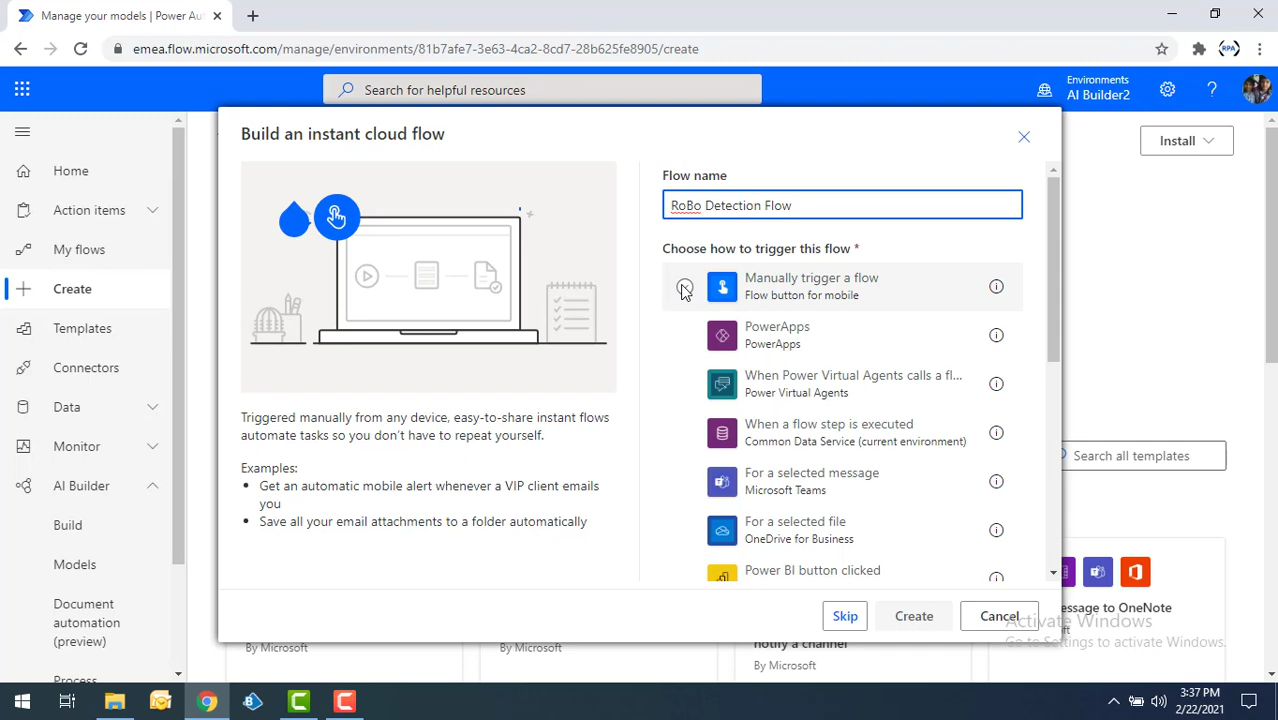 Manage your models | Power Au
emea.flow.microsoft.com/manage/environments/81b7afe7-3e63-4ca2-8cd7-28b625fe8905/create
RPA
Search for helpful resources
Environments
AI Builder2
Home
Action items
My flows
Create
Templates
Connectors
Data
Monitor
AI Builder
Build
Models
Document
automation
(preview)
Process
Build an instant cloud flow
Triggered manually from any device, easy-to-share instant flows
automate tasks so you don't have to repeat yourself.
Examples:
Get an automatic mobile alert whenever a VIP client emails
you
Save all your email attachments to a folder automatically
Flow name
RoBo Detection Flow
Choose how to trigger this flow *
Manually trigger a flow
Flow button for mobile
PowerApps
PowerApps
When Power Virtual Agents calls a fl...
Power Virtual Agents
When a flow step is executed
Common Data Service (current environment)
For a selected message
Microsoft Teams
For a selected file
OneDrive for Business
Power BI button clicked
Skip
Create
Cancel
Install
Search all templates
essage to OneNote
Activate Windows
Go to Settings to activate Windows.
notify a channel
By Microsoft
By Microsoft
By Microsoft
3:37 PM
2/22/2021